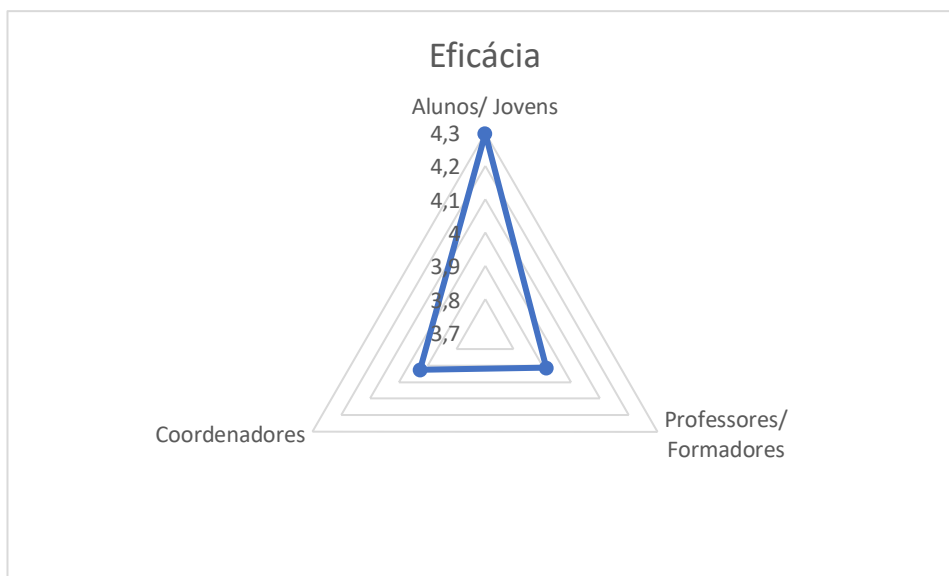 Eficácia
Alunos/ Jovens
4,3
4,2
4,1
4
3,9
3,8
3,7
Coordenadores
Professores/
Formadores